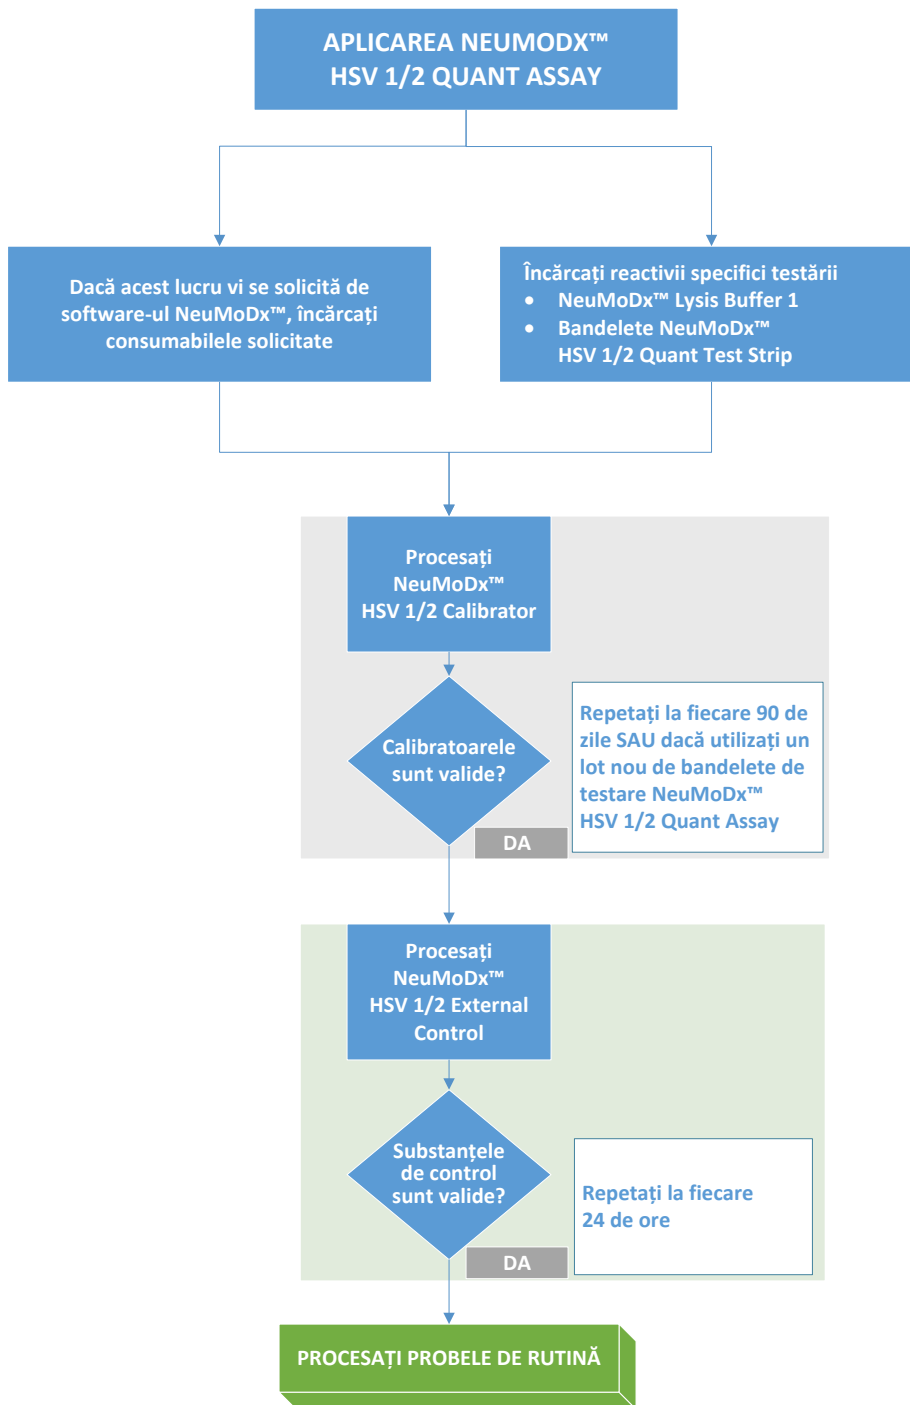 APLICAREA NEUMODX™
HSV 1/2 QUANT ASSAY
Dacă acest lucru vi se solicită de
software-ul NeuMoDx™, încărcați
consumabilele solicitate
Încărcați reactivii specifici testării
• NeuMoDx™ Lysis Buffer 1
• Bandelete NeuMoDx™
HSV 1/2 Quant Test Strip
Procesați
NeuMoDx™
HSV 1/2 Calibrator
Calibratoarele
sunt valide?
Repetați la fiecare 90 de
zile SAU dacă utilizați un
lot nou de bandelete de
testare NeuMoDx™
HSV 1/2 Quant Assay
DA
Procesați
NeuMoDx™
HSV 1/2 External
Control
Substanțele
de control
sunt valide?
Repetați la fiecare
24 de ore
DA
PROCESAȚI PROBELE DE RUTINĂ